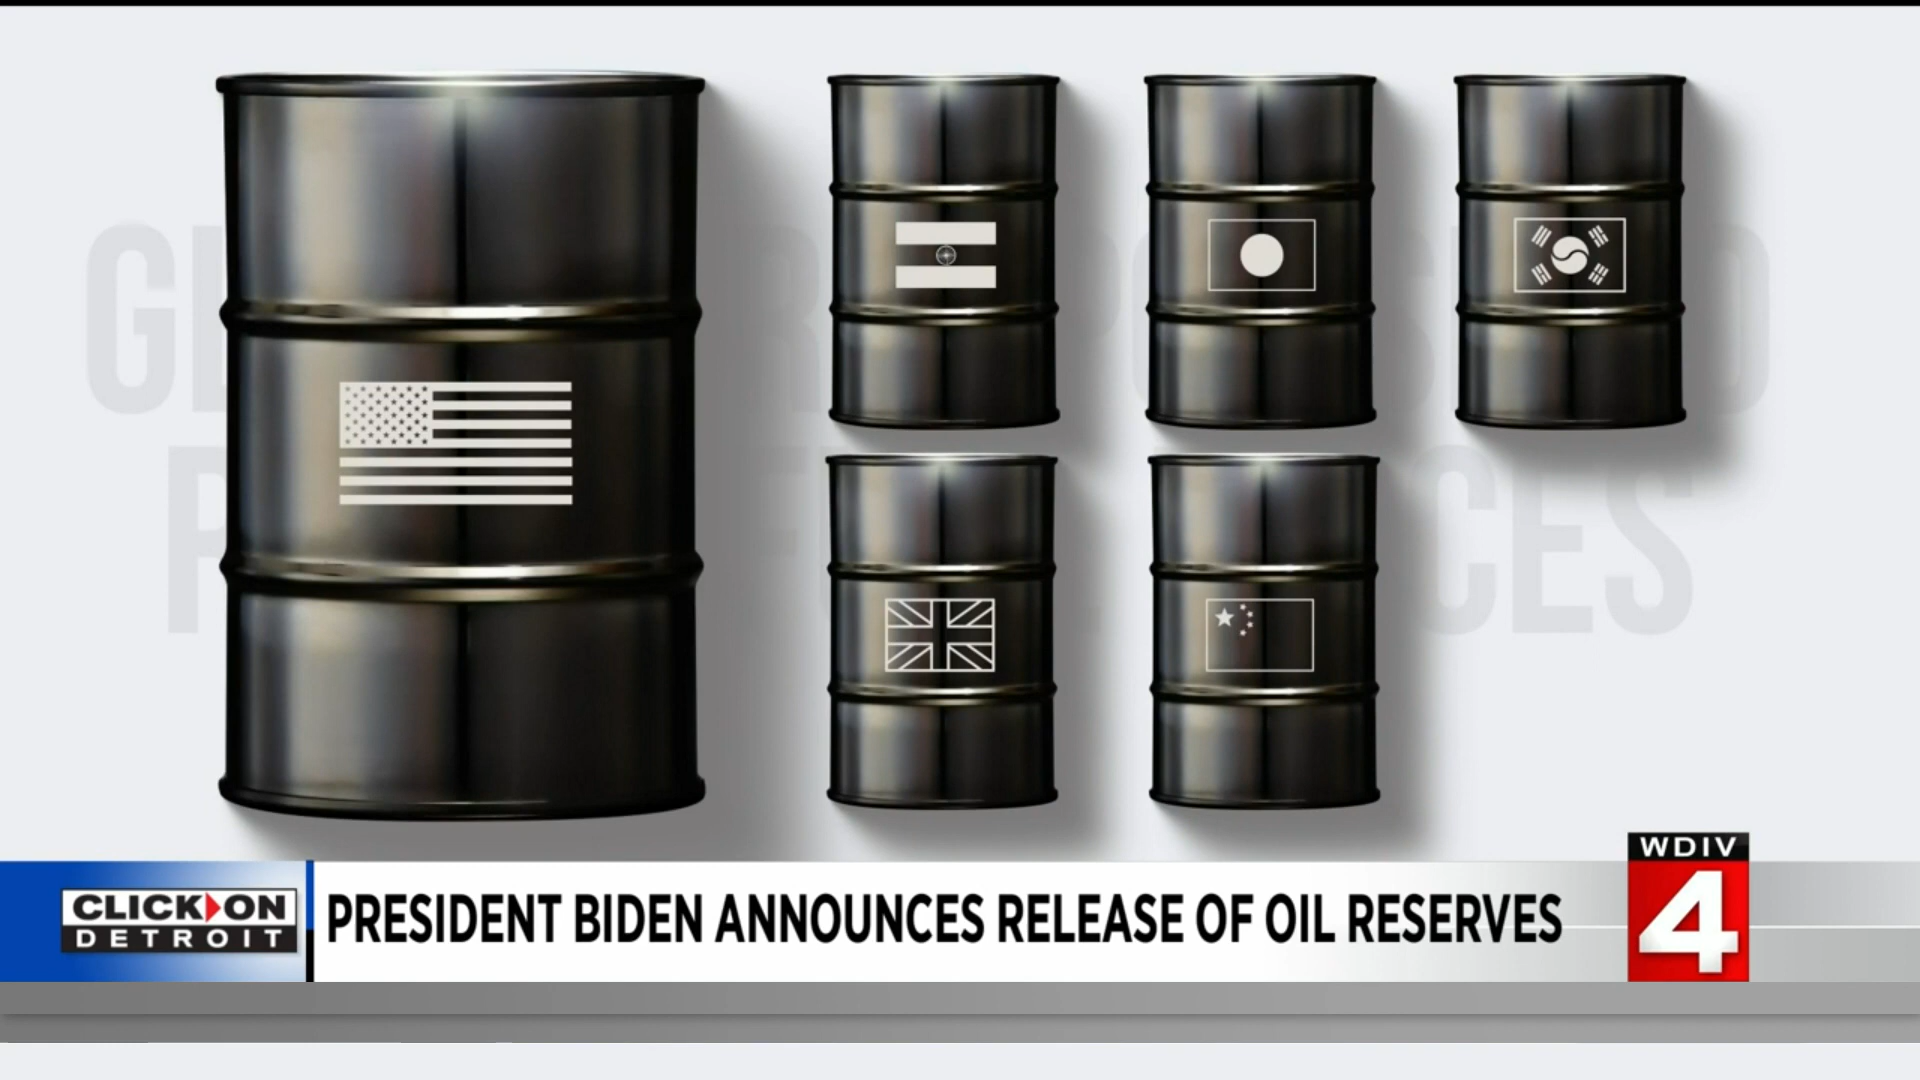 PRESIDENT BIDEN ANNOUNCES RELEASE OF OIL RESERVES
CLICK ON
DETROIT
WDIV
4